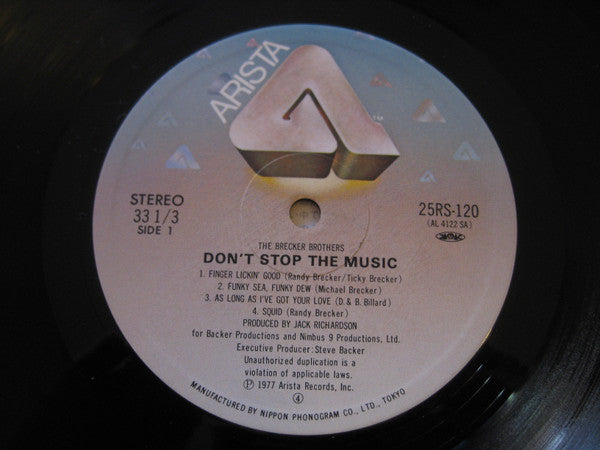 ARISTA
™
STEREO
33 1/3
SIDE 1
25RS-120
(AL 4122 SA)
THE BRECKER BROTHERS
DON'T STOP THE MUSIC
1. FINGER LICKIN' GOOD (Randy Brecker/Ticky Brecker)
2. FUNKY SEA, FUNKY DEW (Michael Brecker)
3. AS LONG AS I'VE GOT YOUR LOVE (D. & B. Billard)
4. SQUID (Randy Brecker)
PRODUCED BY JACK RICHARDSON
for Backer Productions and Nimbus 9 Productions, Ltd.
Executive Producer: Steve Backer
Unauthorized duplication is a
violation of applicable laws.
Ⓟ 1977 Arista Records, Inc.
④
MANUFACTURED BY NIPPON PHONOGRAM CO., LTD., TOKYO